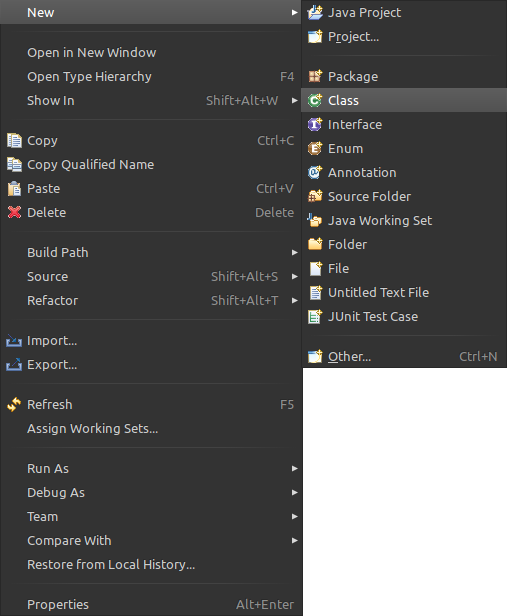 New
Open in New Window
Open Type Hierarchy F4
Show In Shift+Alt+W
Copy Ctrl+C
Copy Qualified Name
Paste Ctrl+V
Delete Delete
Build Path
Source Shift+Alt+S
Refactor Shift+Alt+T
Import...
Export...
Refresh F5
Assign Working Sets...
Run As
Debug As
Team
Compare With
Restore from Local History...
Properties Alt+Enter
Java Project
Project...
Package
Class
Interface
Enum
Annotation
Source Folder
Java Working Set
Folder
File
Untitled Text File
JUnit Test Case
Other... Ctrl+N